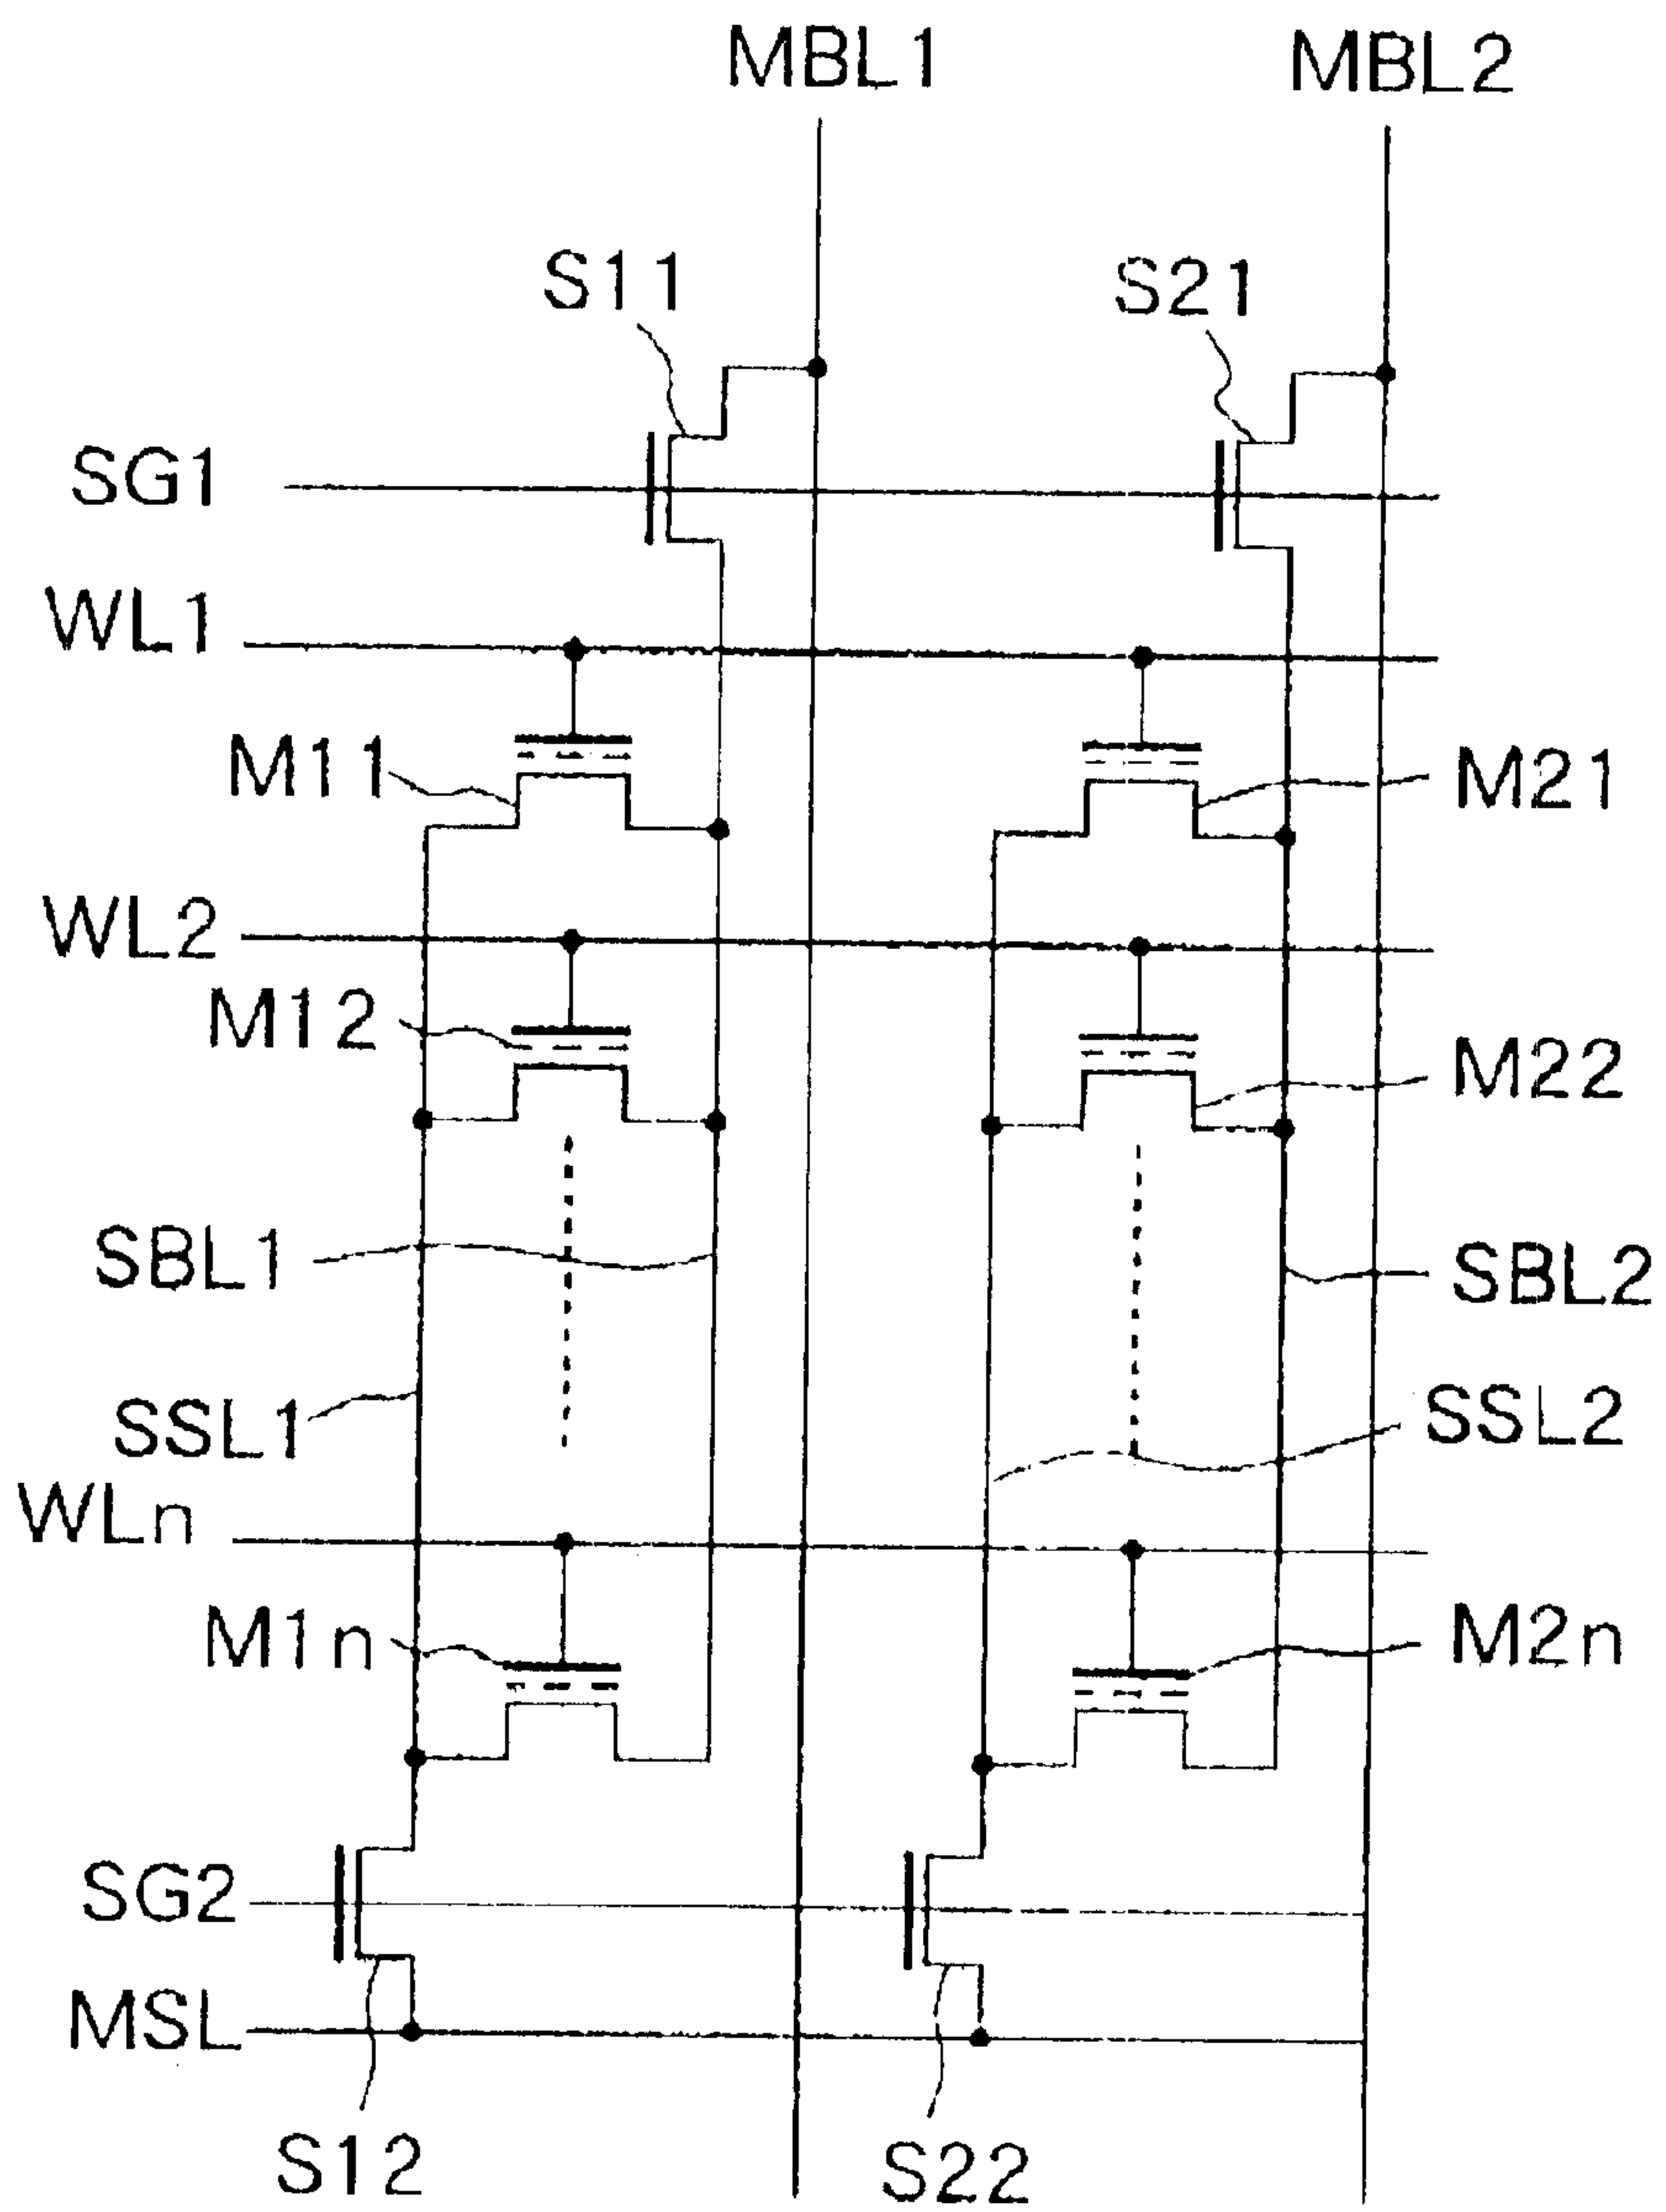 MBL1 MBL2
S11 S21
SG1
WL1
M11 M21
WL2
M12 M22
SBL1 SBL2
SSL1 SSL2
WLn
M1n M2n
SG2
MSL
S12 S22